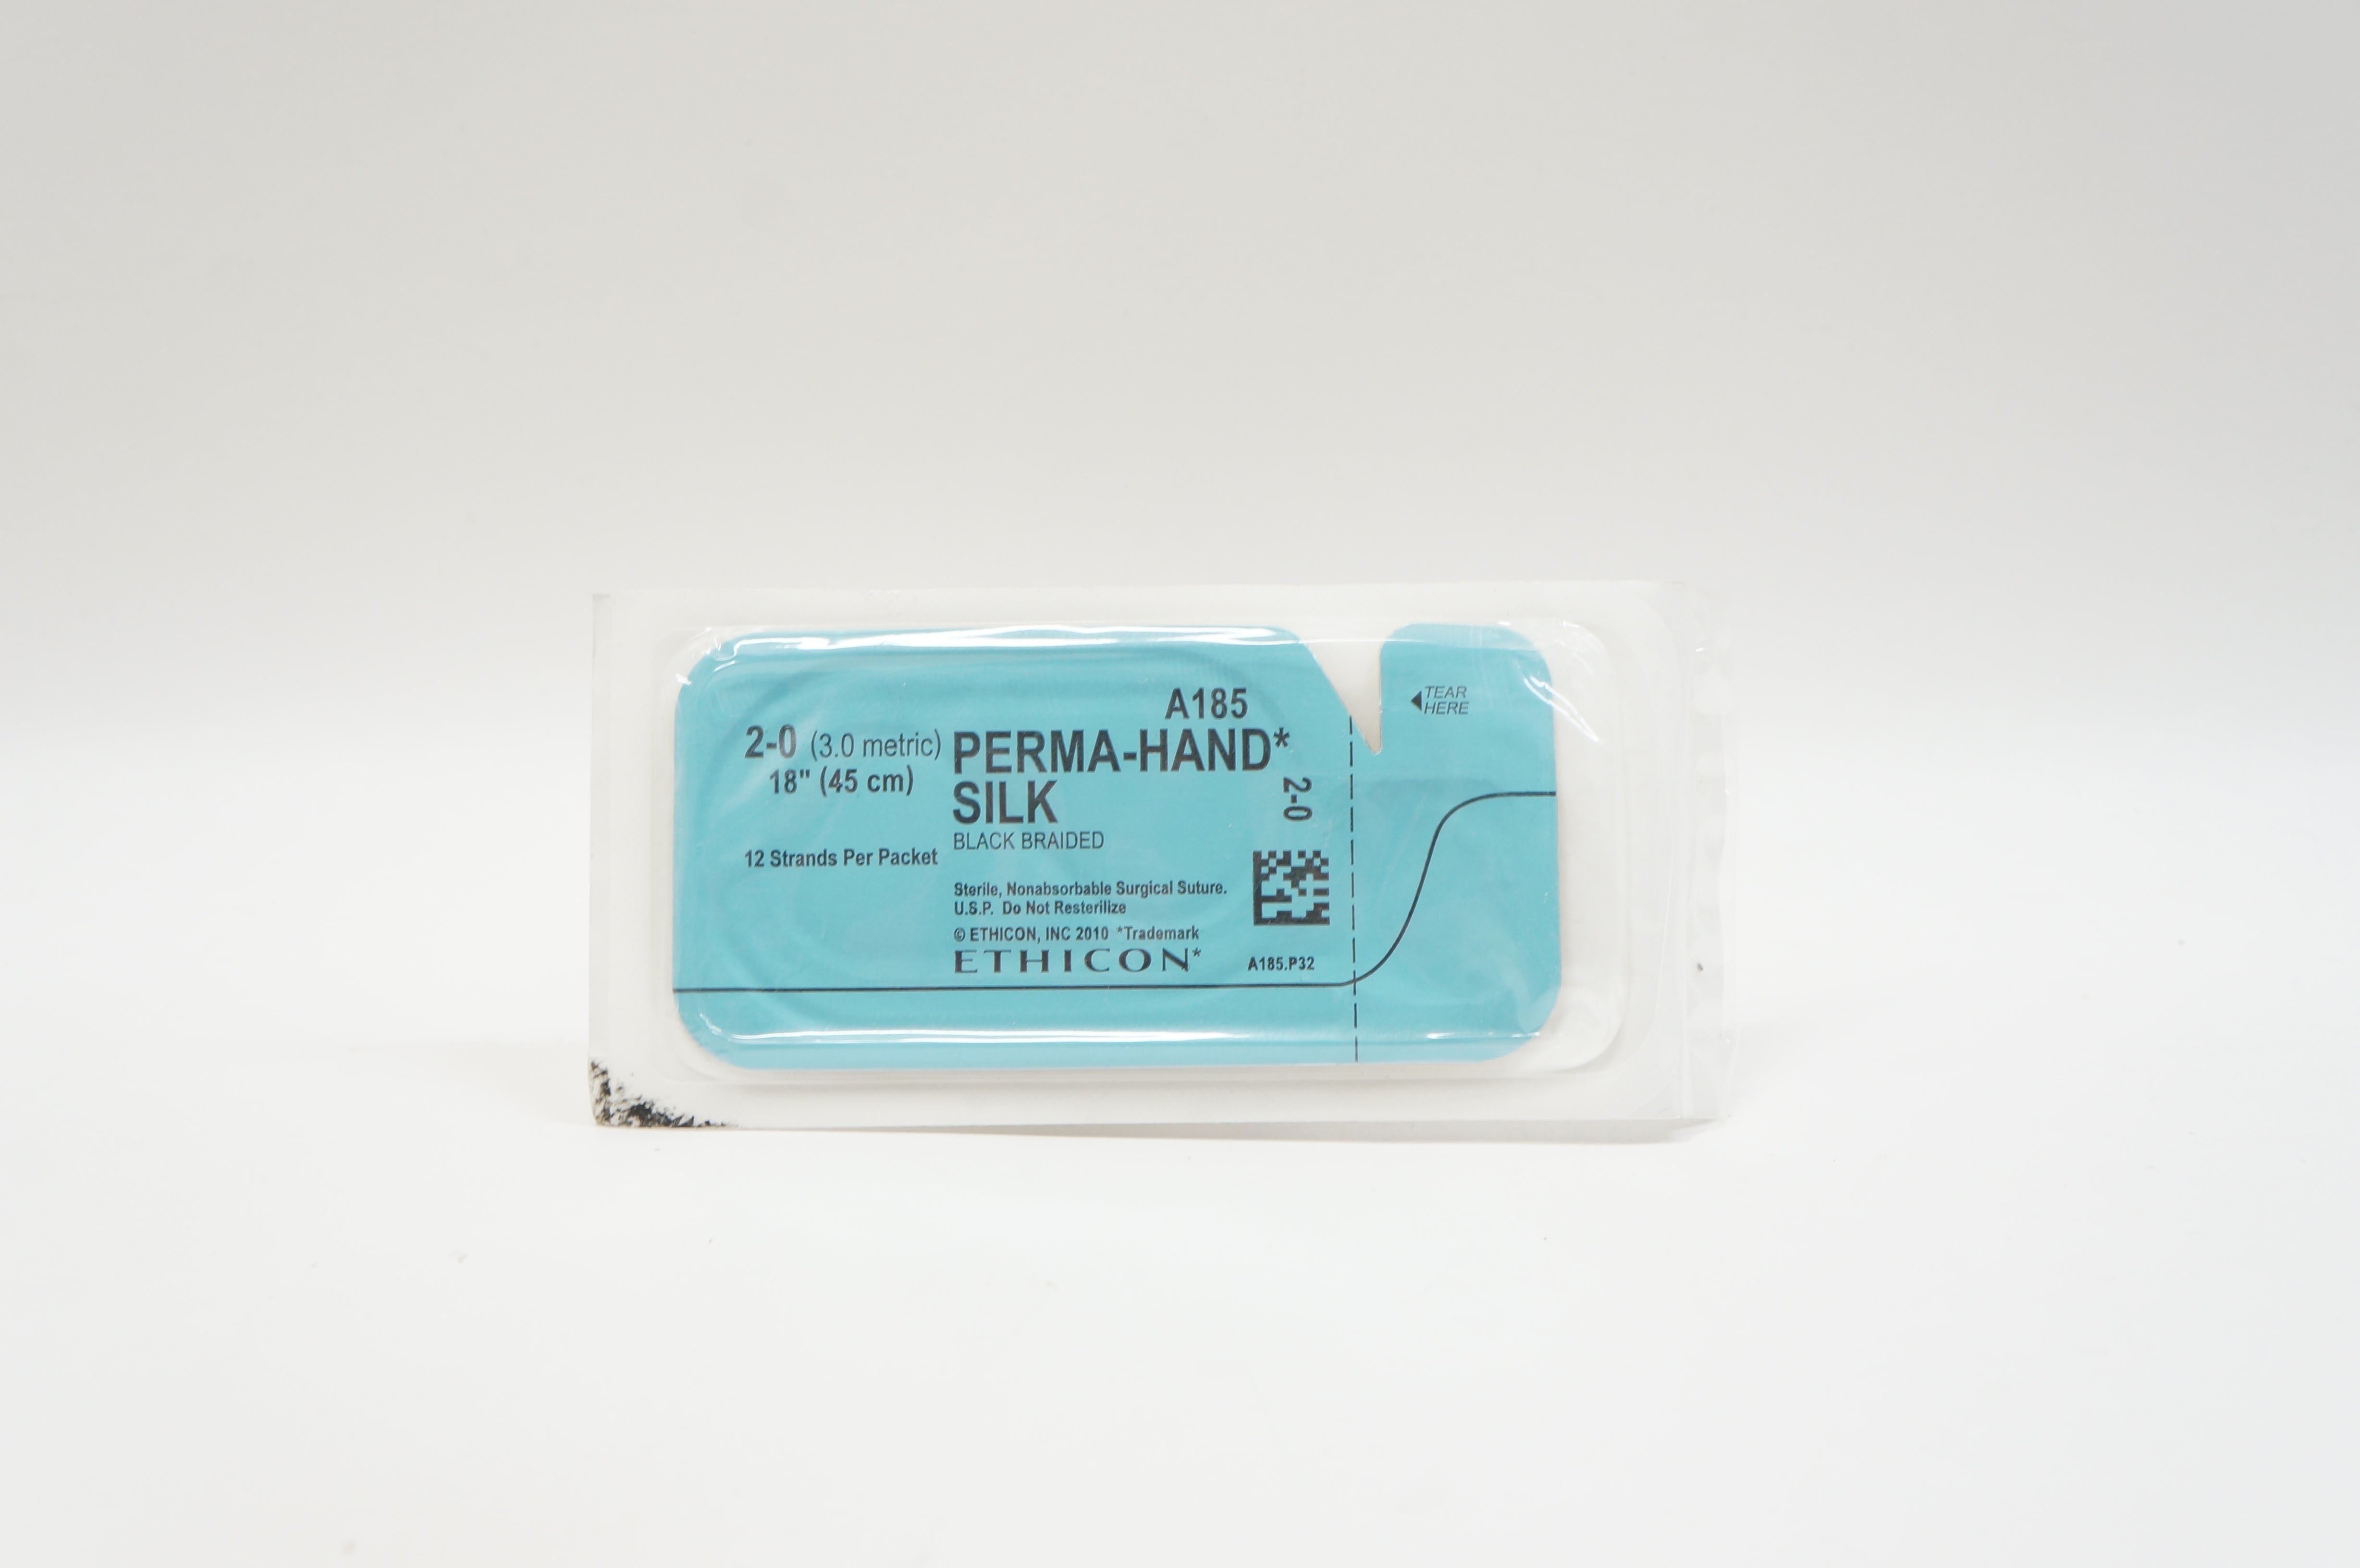 A185
2-0 (3.0 metric)
18" (45 cm)
12 Strands Per Packet
PERMA-HAND*
SILK
BLACK BRAIDED
Sterile, Nonabsorbable Surgical Suture.
U.S.P. Do Not Resterilize
© ETHICON, INC 2010 *Trademark
ETHICON*
2-0
A185.P32
TEAR
HERE